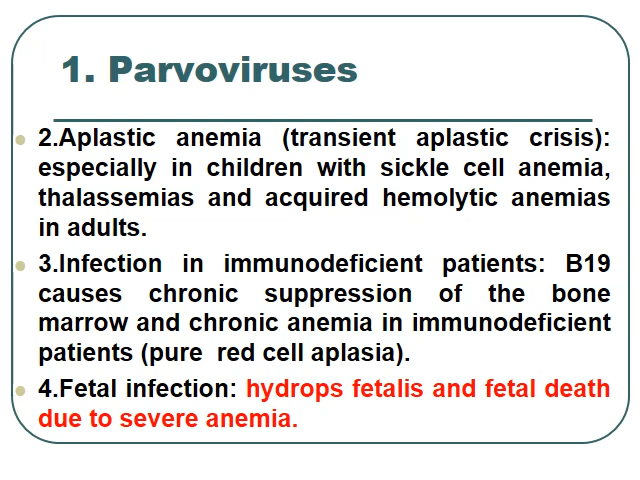 1. Parvoviruses
2.Aplastic anemia (transient aplastic crisis):
especially in children with sickle cell anemia,
thalassemias and acquired hemolytic anemias
in adults.
3.Infection in immunodeficient patients: B19
causes chronic suppression of the bone
marrow and chronic anemia in immunodeficient
patients (pure red cell aplasia).
4.Fetal infection: hydrops fetalis and fetal death
due to severe anemia.